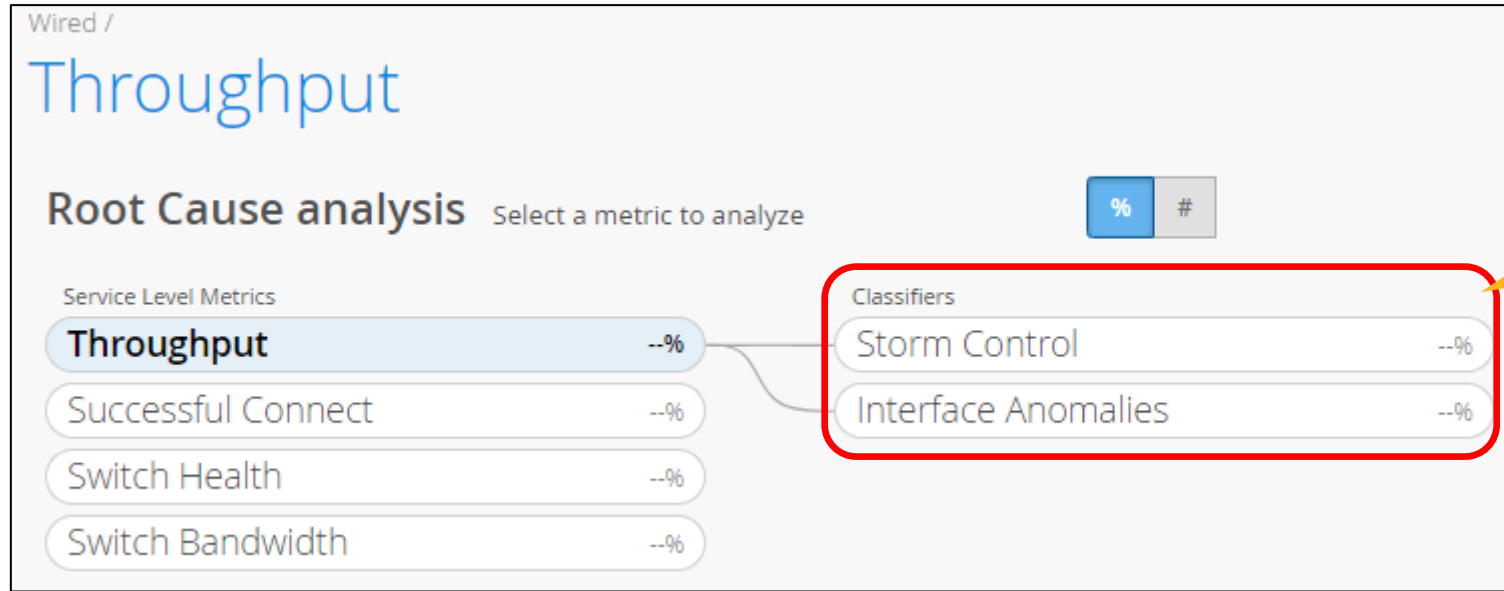 Wired /
Throughput
Root Cause analysis Select a metric to analyze % #
Service Level Metrics Classifiers
Throughput --% Storm Control --%
Successful Connect --% Interface Anomalies --%
Switch Health --%
Switch Bandwidth --%